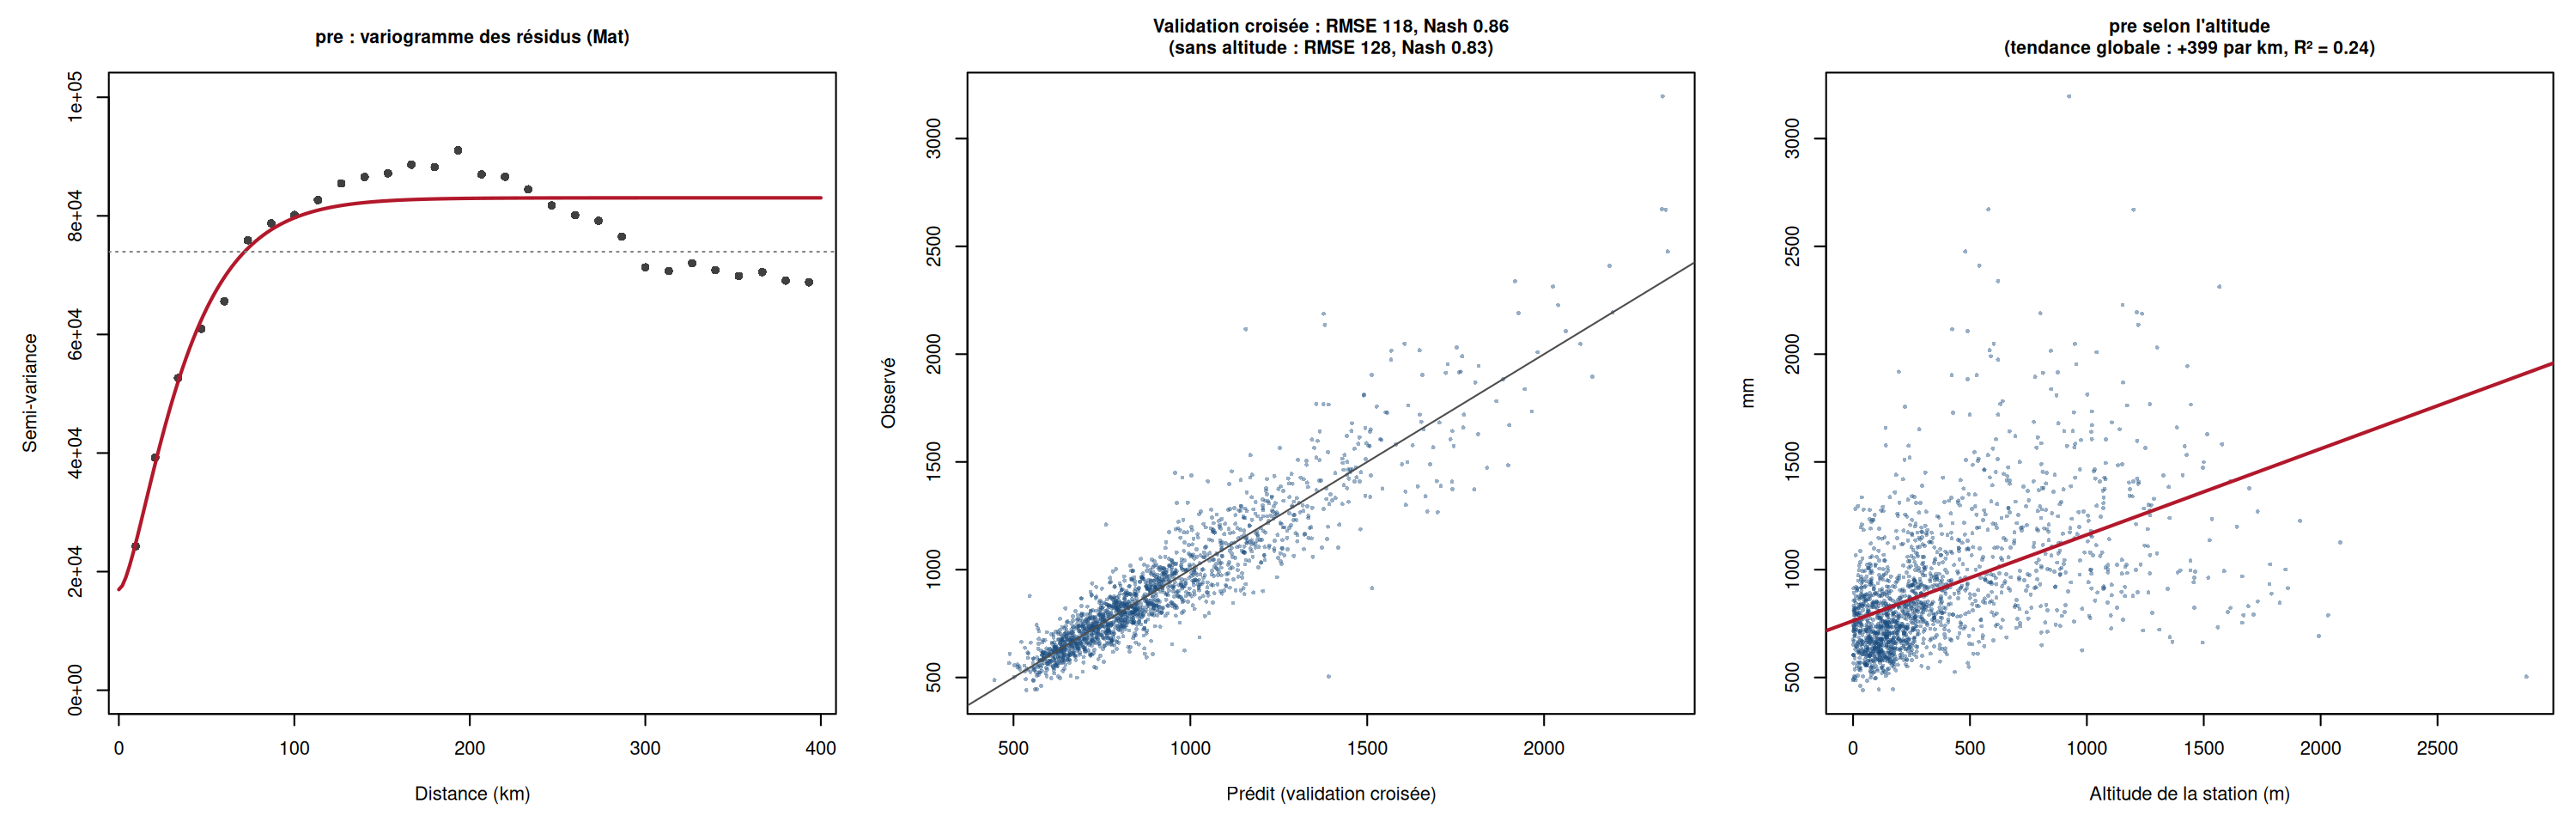 pre : variogramme des résidus (Mat)
Semi-variance
0e+00
2e+04
4e+04
6e+04
8e+04
1e+05
0
100
200
300
400
Distance (km)
Validation croisée : RMSE 118, Nash 0.86
(sans altitude : RMSE 128, Nash 0.83)
Observé
500
1000
1500
2000
2500
3000
500
1000
1500
2000
Prédit (validation croisée)
pre selon l'altitude
(tendance globale : +399 par km, R² = 0.24)
mm
500
1000
1500
2000
2500
3000
0
500
1000
1500
2000
2500
Altitude de la station (m)